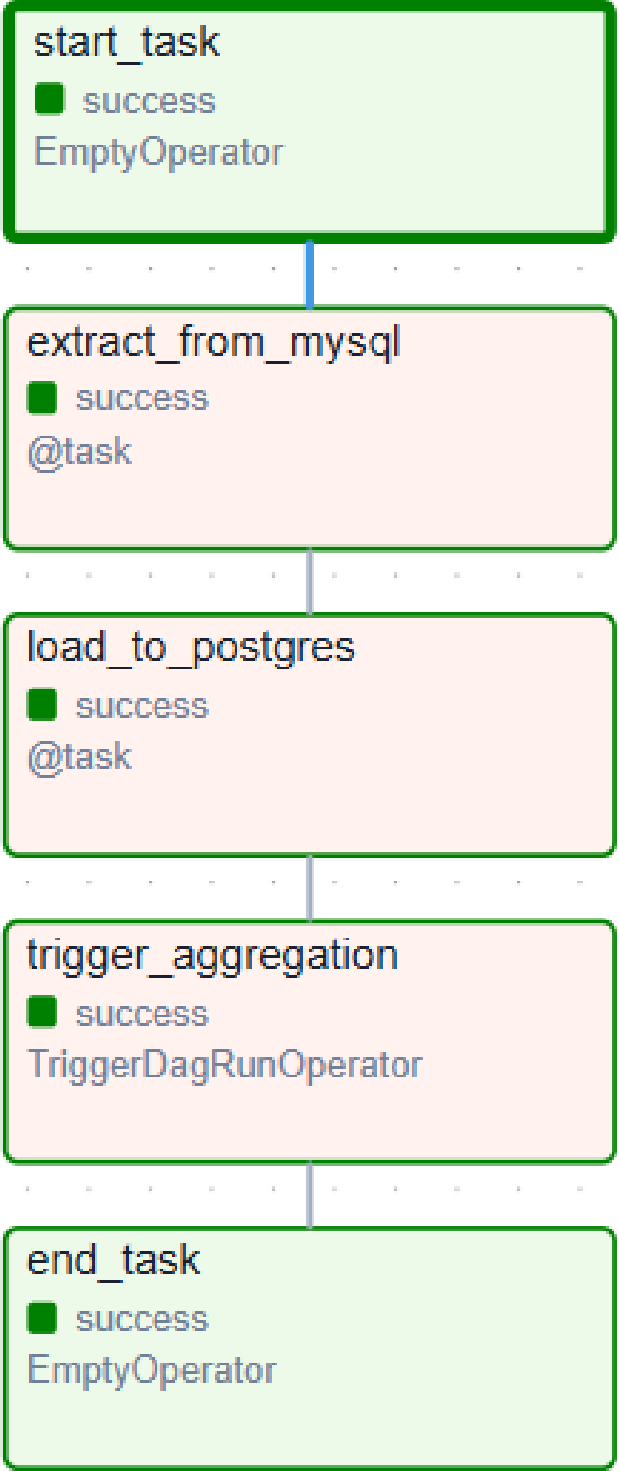 start_task
success
EmptyOperator
extract_from_mysql
success
@task
load_to_postgres
success
@task
trigger_aggregation
success
TriggerDagRunOperator
end_task
success
EmptyOperator